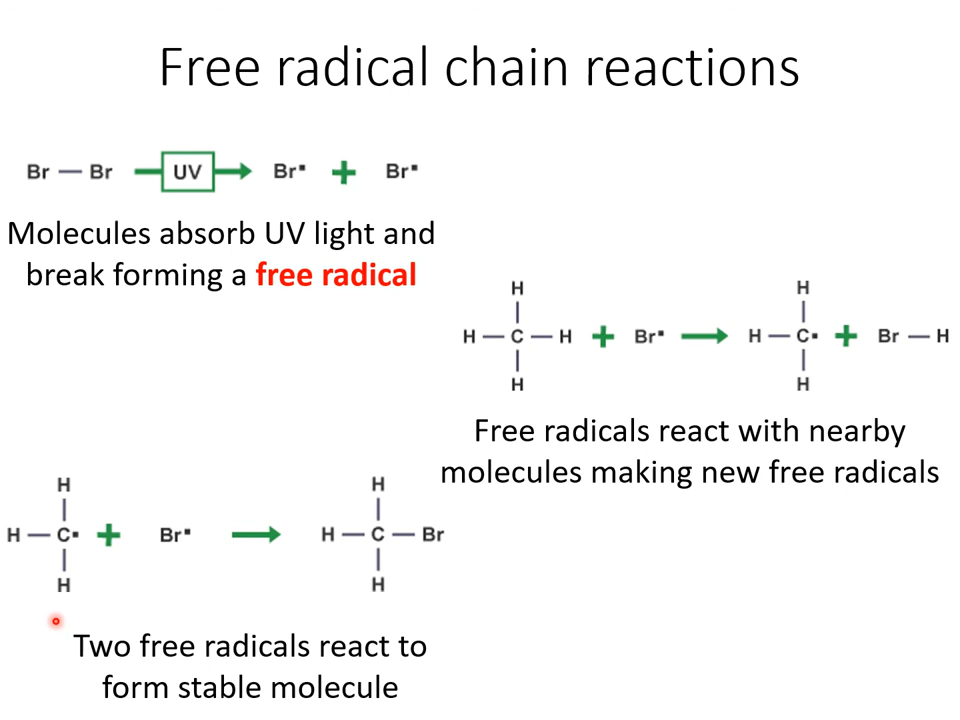 Free radical chain reactions
Br — Br UV Br▪ + Br▪
Molecules absorb UV light and
break forming a free radical
H H
H — C — H + Br▪ H — C▪ + Br — H
H H
Free radicals react with nearby
molecules making new free radicals
H H
H — C▪ + Br▪ H — C — Br
H H
Two free radicals react to
form stable molecule